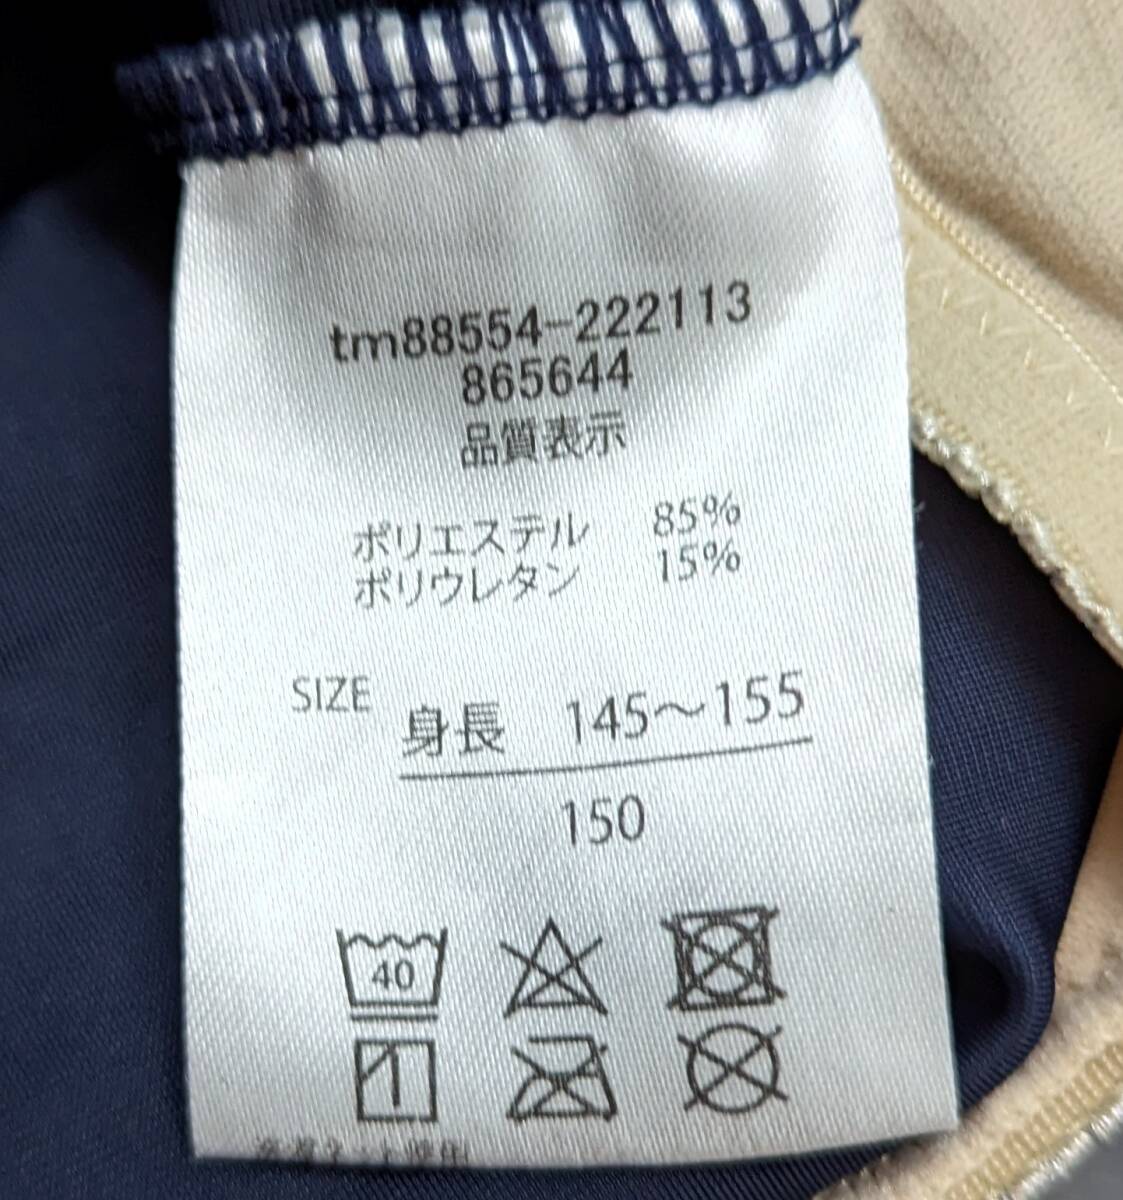 tm88554-222113
865644
品質表示
ポリエステル 85%
ポリウレタン 15%
SIZE 身長 145~155
150
40